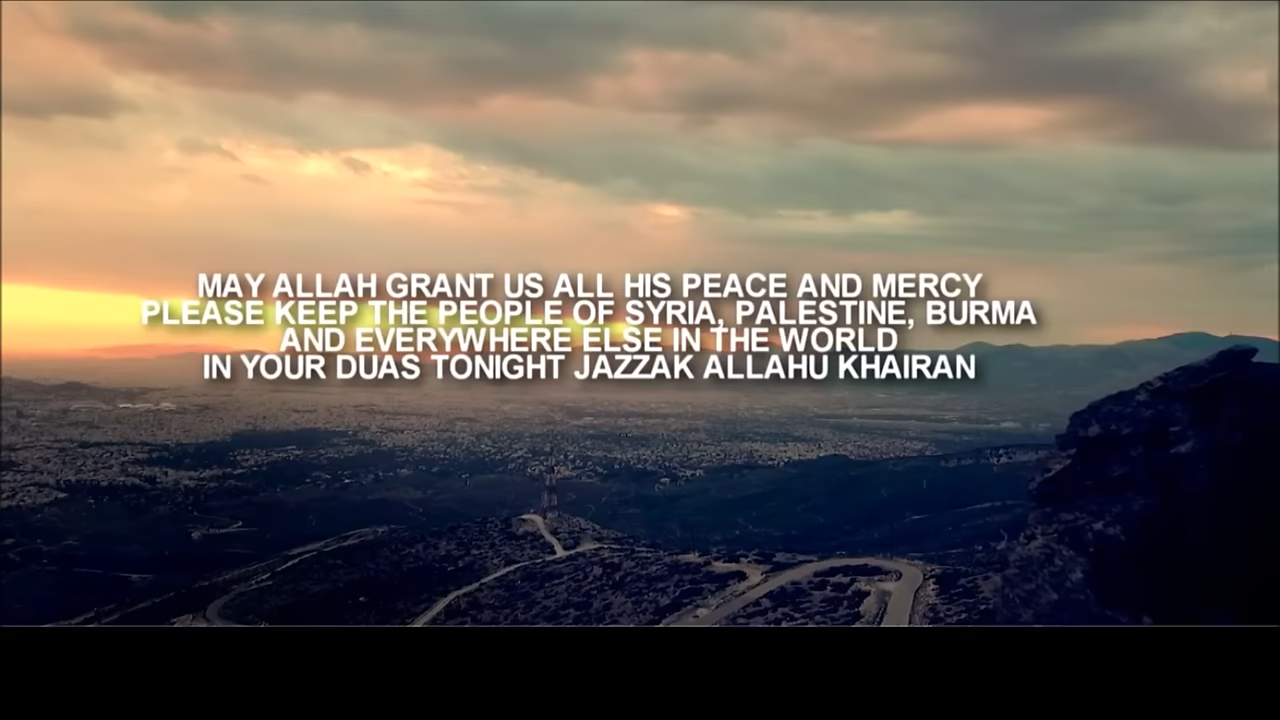 MAY ALLAH GRANT US ALL HIS PEACE AND MERCY
PLEASE KEEP THE PEOPLE OF SYRIA, PALESTINE, BURMA
AND EVERYWHERE ELSE IN THE WORLD
IN YOUR DUAS TONIGHT JAZZAK ALLAHU KHAIRAN